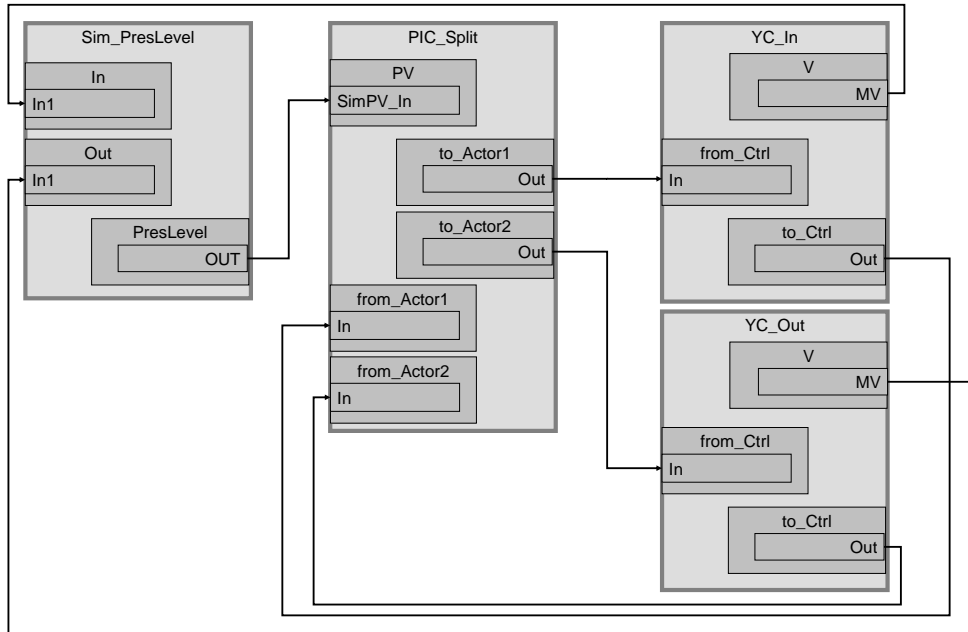 Sim_PresLevel
In
In1
Out
In1
PresLevel
OUT
PIC_Split
PV
SimPV_In
to_Actor1
Out
to_Actor2
Out
from_Actor1
In
from_Actor2
In
YC_In
V
MV
from_Ctrl
In
to_Ctrl
Out
YC_Out
V
MV
from_Ctrl
In
to_Ctrl
Out